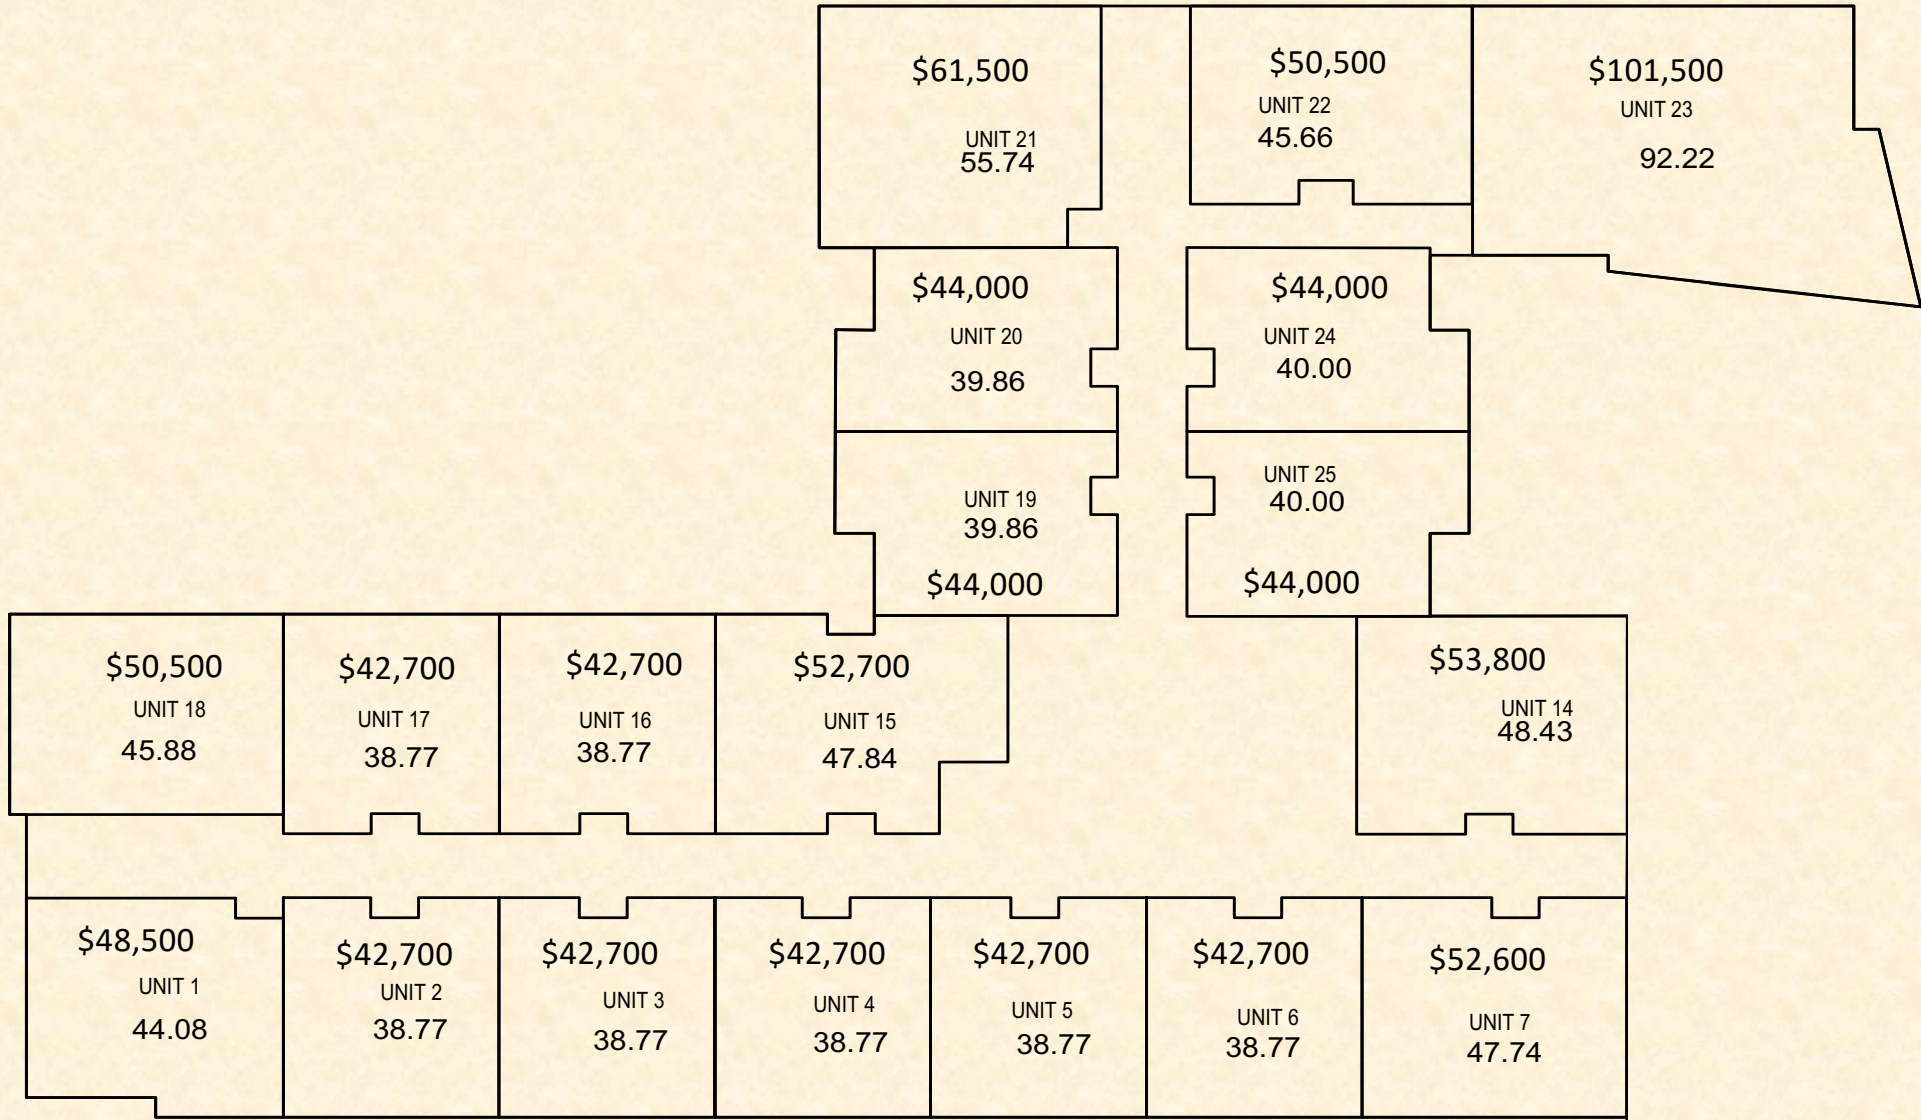 $61,500
UNIT 21
55.74
$50,500
UNIT 22
45.66
$101,500
UNIT 23
92.22
$44,000
UNIT 20
39.86
$44,000
UNIT 24
40.00
UNIT 19
39.86
$44,000
UNIT 25
40.00
$44,000
$50,500
UNIT 18
45.88
$42,700
UNIT 17
38.77
$42,700
UNIT 16
38.77
$52,700
UNIT 15
47.84
$53,800
UNIT 14
48.43
$48,500
UNIT 1
44.08
$42,700
UNIT 2
38.77
$42,700
UNIT 3
38.77
$42,700
UNIT 4
38.77
$42,700
UNIT 5
38.77
$42,700
UNIT 6
38.77
$52,600
UNIT 7
47.74